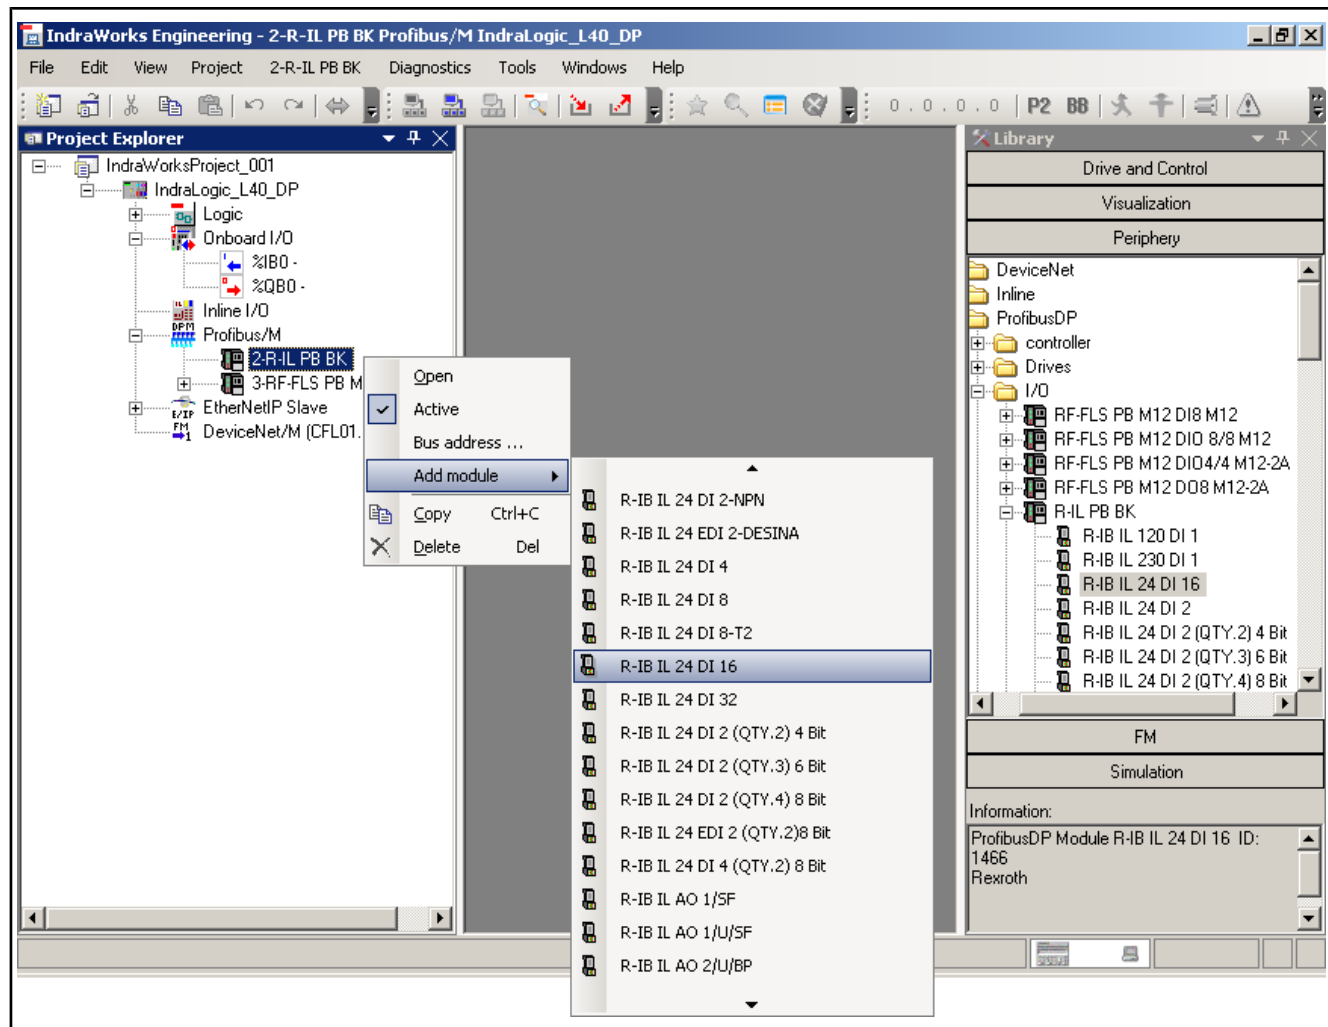 IndraWorks Engineering - 2-R-IL PB BK Profibus/M IndraLogic_L40_DP
File Edit View Project 2-R-IL PB BK Diagnostics Tools Windows Help
0 . 0 . 0 . 0 P2 BB
Project Explorer
IndraWorksProject_001
IndraLogic_L40_DP
Logic
Onboard I/O
%IB0 -
%QB0 -
Inline I/O
DPM
Profibus/M
2-R-IL PB BK
3-RF-FLS PB M
E/IP EtherNetIP Slave
FM 1 DeviceNet/M (CFL01.
Open
Active
Bus address ...
Add module
Copy Ctrl+C
Delete Del
R-IB IL 24 DI 2-NPN
R-IB IL 24 EDI 2-DESINA
R-IB IL 24 DI 4
R-IB IL 24 DI 8
R-IB IL 24 DI 8-T2
R-IB IL 24 DI 16
R-IB IL 24 DI 32
R-IB IL 24 DI 2 (QTY.2) 4 Bit
R-IB IL 24 DI 2 (QTY.3) 6 Bit
R-IB IL 24 DI 2 (QTY.4) 8 Bit
R-IB IL 24 EDI 2 (QTY.2)8 Bit
R-IB IL 24 DI 4 (QTY.2) 8 Bit
R-IB IL AO 1/SF
R-IB IL AO 1/U/SF
R-IB IL AO 2/U/BP
Library
Drive and Control
Visualization
Periphery
DeviceNet
Inline
ProfibusDP
controller
Drives
I/O
RF-FLS PB M12 DI8 M12
RF-FLS PB M12 DIO 8/8 M12
RF-FLS PB M12 DIO4/4 M12-2A
RF-FLS PB M12 DO8 M12-2A
R-IL PB BK
R-IB IL 120 DI 1
R-IB IL 230 DI 1
R-IB IL 24 DI 16
R-IB IL 24 DI 2
R-IB IL 24 DI 2 (QTY.2) 4 Bit
R-IB IL 24 DI 2 (QTY.3) 6 Bit
R-IB IL 24 DI 2 (QTY.4) 8 Bit
FM
Simulation
Information:
ProfibusDP Module R-IB IL 24 DI 16 ID:
1466
Rexroth